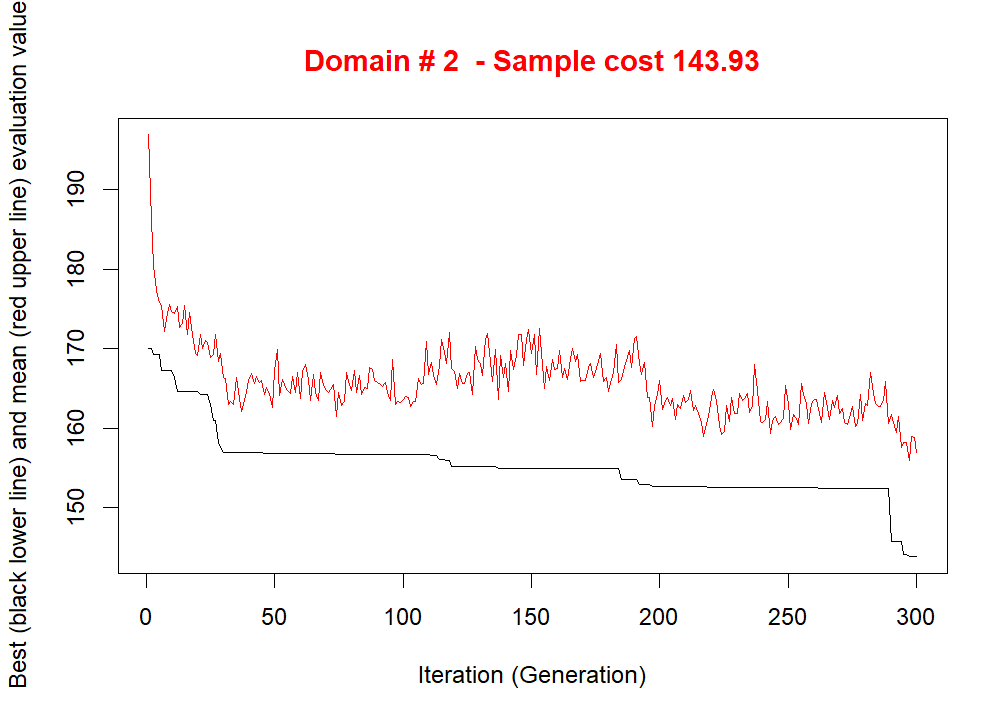 Domain # 2  - Sample cost 143.93
Best (black lower line) and mean (red upper line) evaluation value
190
180
170
160
150
0 50 100 150 200 250 300
Iteration (Generation)